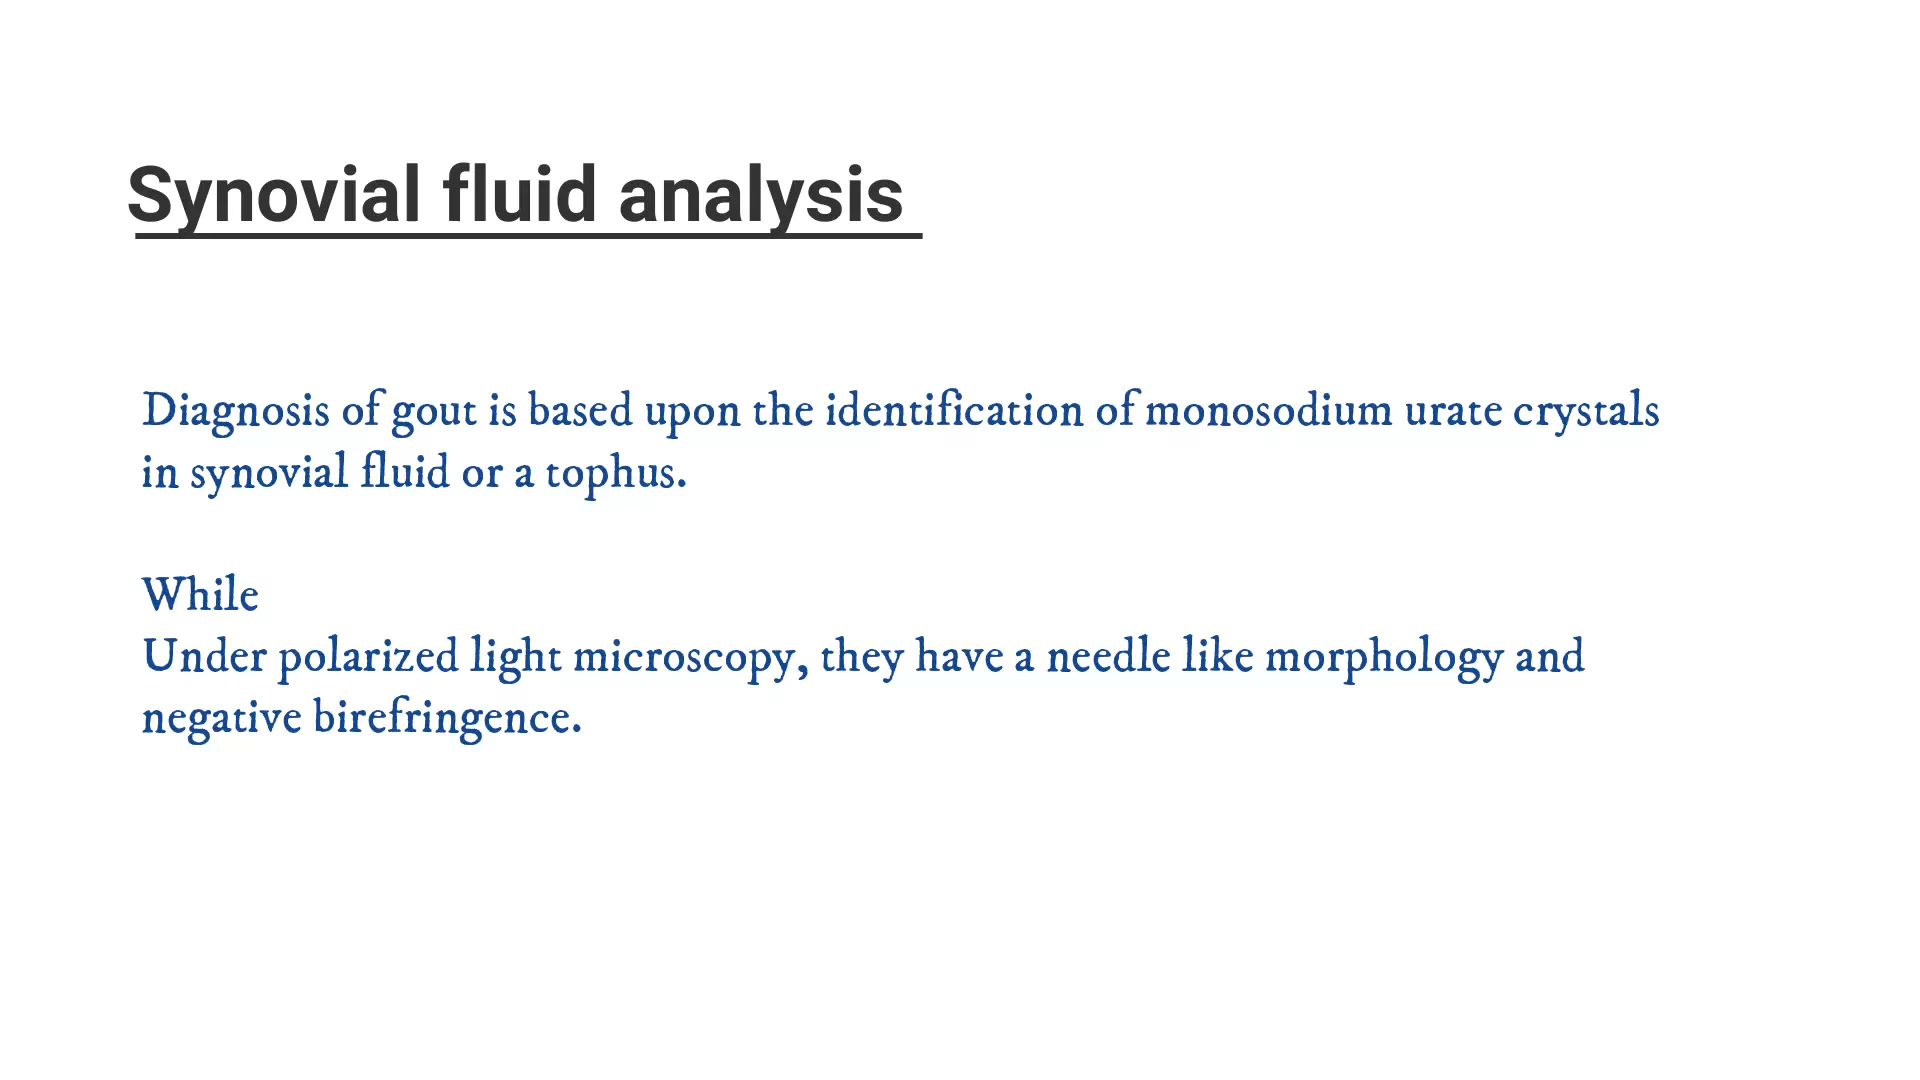 Synovial fluid analysis
Diagnosis of gout is based upon the identification of monosodium urate crystals
in synovial fluid or a tophus.
While
Under polarized light microscopy, they have a needle like morphology and
negative birefringence.